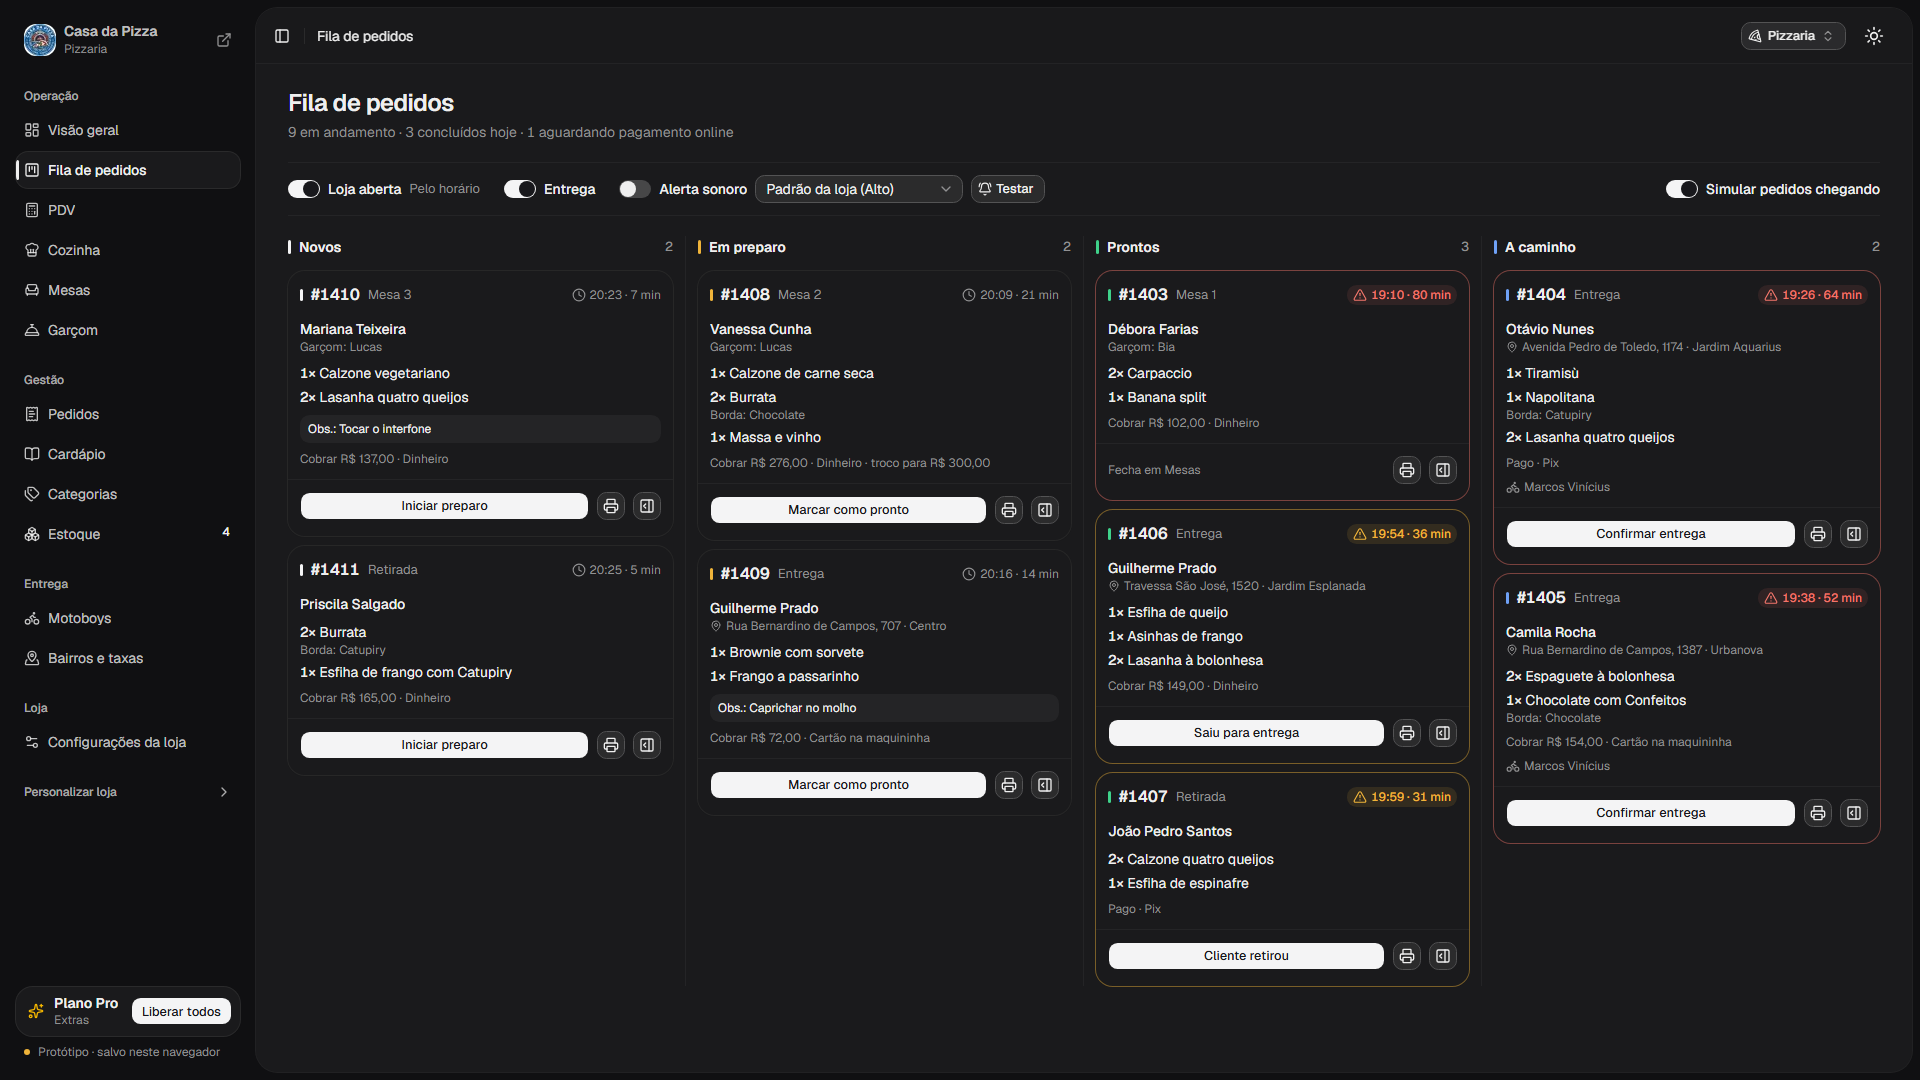 Casa da Pizza
Pizzaria
Operação
Visão geral
Fila de pedidos
PDV
Cozinha
Mesas
Garçom
Gestão
Pedidos
Cardápio
Categorias
Estoque 4
Entrega
Motoboys
Bairros e taxas
Loja
Configurações da loja
Personalizar loja
Plano Pro
Extras
Liberar todos
Protótipo · salvo neste navegador
Fila de pedidos
Pizzaria
Fila de pedidos
9 em andamento · 3 concluídos hoje · 1 aguardando pagamento online
Loja aberta Pelo horário Entrega Alerta sonoro Padrão da loja (Alto) Testar Simular pedidos chegando
Novos 2
#1410 Mesa 3 20:23 · 7 min
Mariana Teixeira
Garçom: Lucas
1× Calzone vegetariano
2× Lasanha quatro queijos
Obs.: Tocar o interfone
Cobrar R$ 137,00 · Dinheiro
Iniciar preparo
#1411 Retirada 20:25 · 5 min
Priscila Salgado
2× Burrata
Borda: Catupiry
1× Esfiha de frango com Catupiry
Cobrar R$ 165,00 · Dinheiro
Iniciar preparo
Em preparo 2
#1408 Mesa 2 20:09 · 21 min
Vanessa Cunha
Garçom: Lucas
1× Calzone de carne seca
2× Burrata
Borda: Chocolate
1× Massa e vinho
Cobrar R$ 276,00 · Dinheiro · troco para R$ 300,00
Marcar como pronto
#1409 Entrega 20:16 · 14 min
Guilherme Prado
Rua Bernardino de Campos, 707 · Centro
1× Brownie com sorvete
1× Frango a passarinho
Obs.: Caprichar no molho
Cobrar R$ 72,00 · Cartão na maquininha
Marcar como pronto
Prontos 3
#1403 Mesa 1 19:10 · 80 min
Débora Farias
Garçom: Bia
2× Carpaccio
1× Banana split
Cobrar R$ 102,00 · Dinheiro
Fecha em Mesas
#1406 Entrega 19:54 · 36 min
Guilherme Prado
Travessa São José, 1520 · Jardim Esplanada
1× Esfiha de queijo
1× Asinhas de frango
2× Lasanha à bolonhesa
Cobrar R$ 149,00 · Dinheiro
Saiu para entrega
#1407 Retirada 19:59 · 31 min
João Pedro Santos
2× Calzone quatro queijos
1× Esfiha de espinafre
Pago · Pix
Cliente retirou
A caminho 2
#1404 Entrega 19:26 · 64 min
Otávio Nunes
Avenida Pedro de Toledo, 1174 · Jardim Aquarius
1× Tiramisù
1× Napolitana
Borda: Catupiry
2× Lasanha quatro queijos
Pago · Pix
Marcos Vinícius
Confirmar entrega
#1405 Entrega 19:38 · 52 min
Camila Rocha
Rua Bernardino de Campos, 1387 · Urbanova
2× Espaguete à bolonhesa
1× Chocolate com Confeitos
Borda: Chocolate
Cobrar R$ 154,00 · Cartão na maquininha
Marcos Vinícius
Confirmar entrega